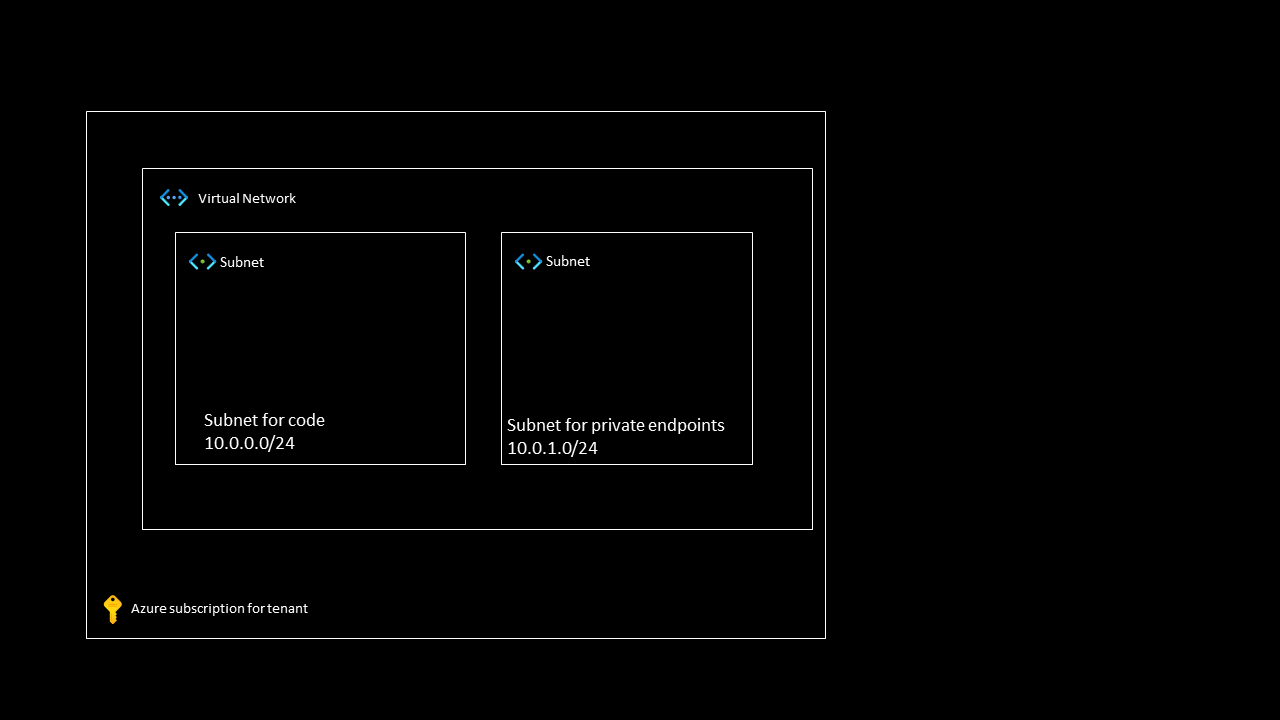 Virtual Network
Subnet
Subnet
Subnet for code
10.0.0.0/24
Subnet for private endpoints
10.0.1.0/24
Azure subscription for tenant